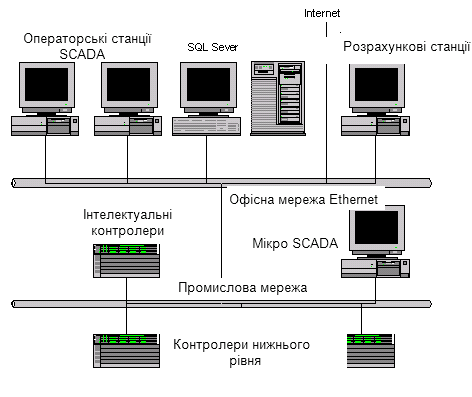 Internet
Операторські станції
SCADA
SQL Sever
Розрахункові станції
Офісна мережа Ethernet
Інтелектуальні
контролери
Мікро SCADA
Промислова мережа
Контролери нижнього
рівня